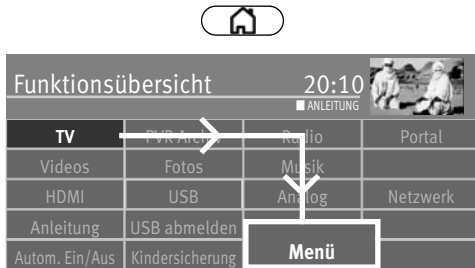 Funktionsübersicht 20:10
ANLEITUNG
TV PVR Archiv Radio Portal
Videos Fotos Musik
HDMI USB Analog Netzwerk
Anleitung USB abmelden
Autom. Ein/Aus Kindersicherung Menü